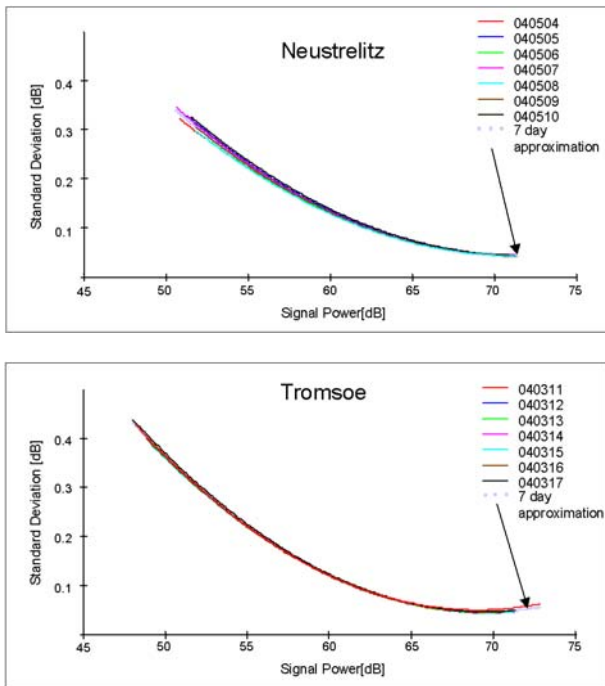 Neustrelitz
040504
040505
040506
040507
040508
040509
040510
7 day
approximation
Standard Deviation [dB]
0.4
0.3
0.2
0.1
45 50 55 60 65 70 75
Signal Power[dB]
Tromsoe
040311
040312
040313
040314
040315
040316
040317
7 day
approximation
Standard Deviation [dB]
0.4
0.3
0.2
0.1
45 50 55 60 65 70 75
Signal Power[dB]